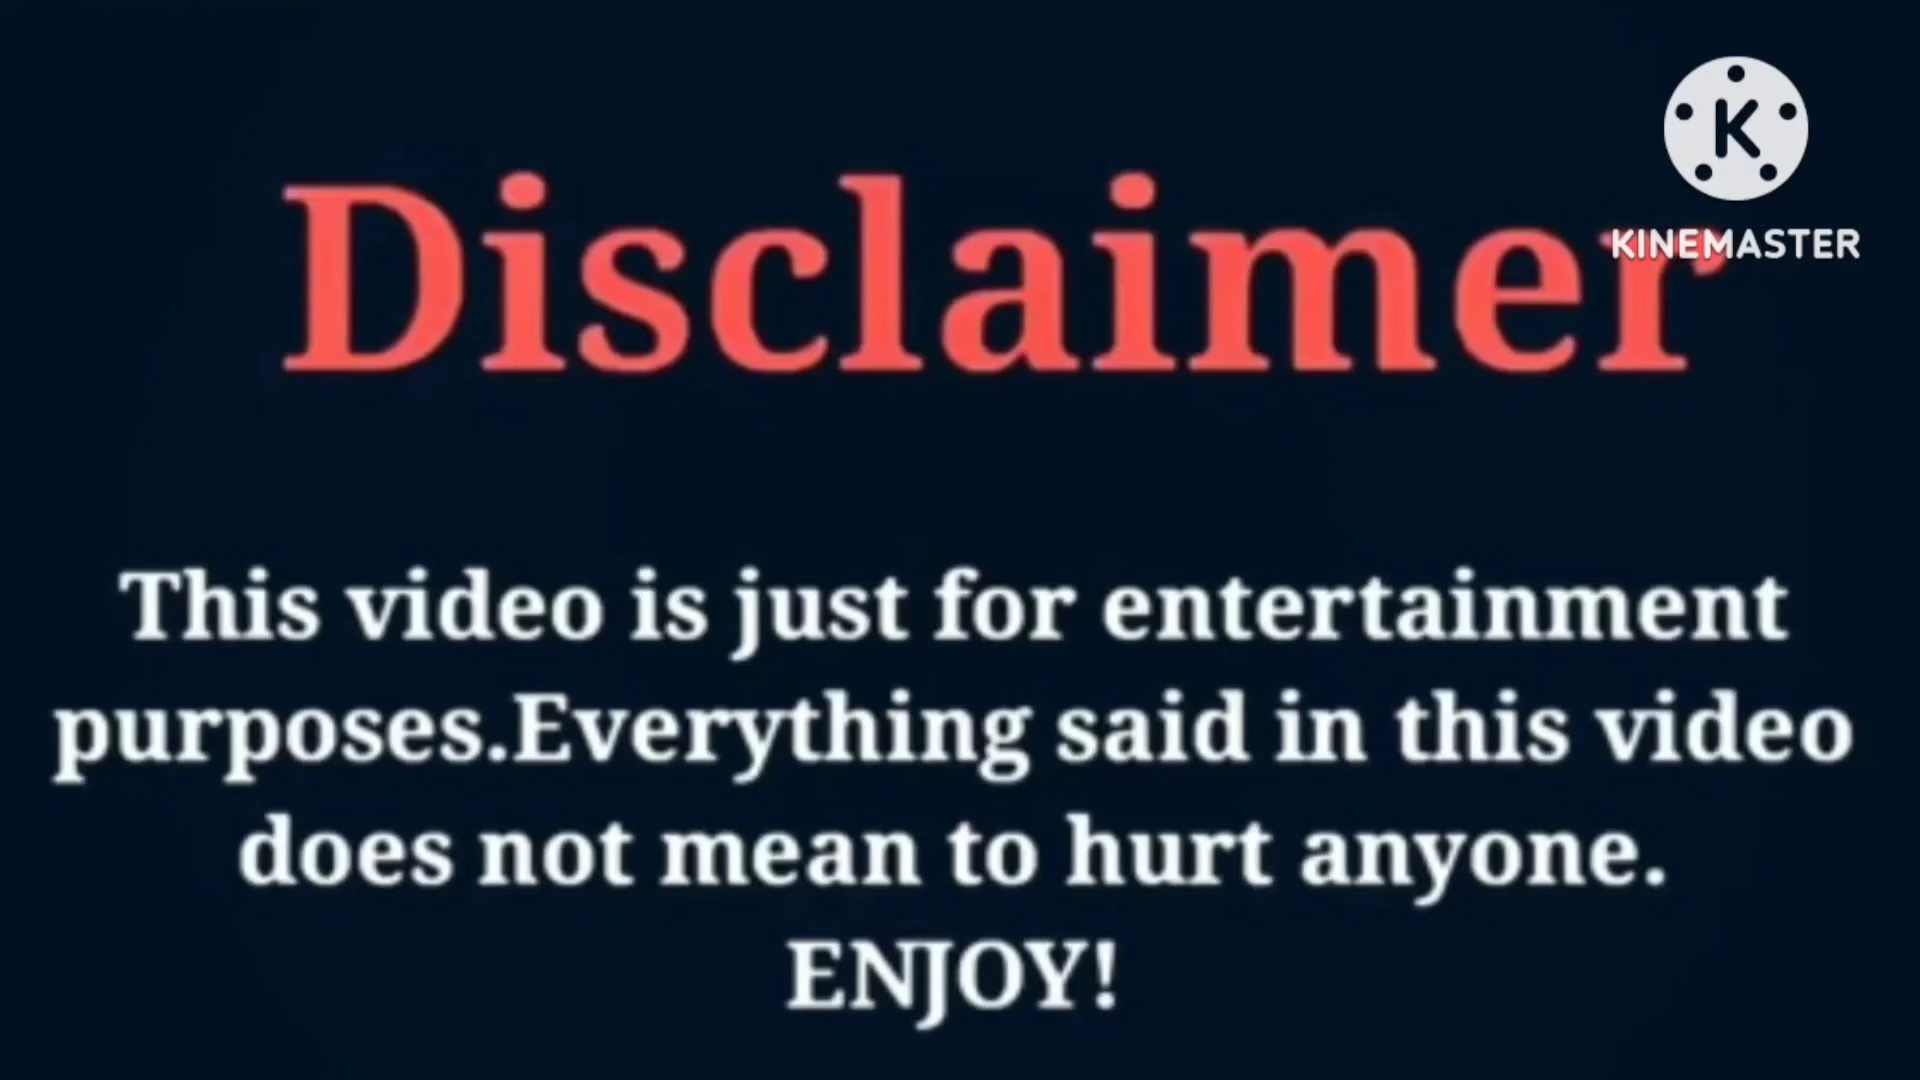 K
KINEMASTER
Disclaimer
This video is just for entertainment
purposes.Everything said in this video
does not mean to hurt anyone.
ENJOY!